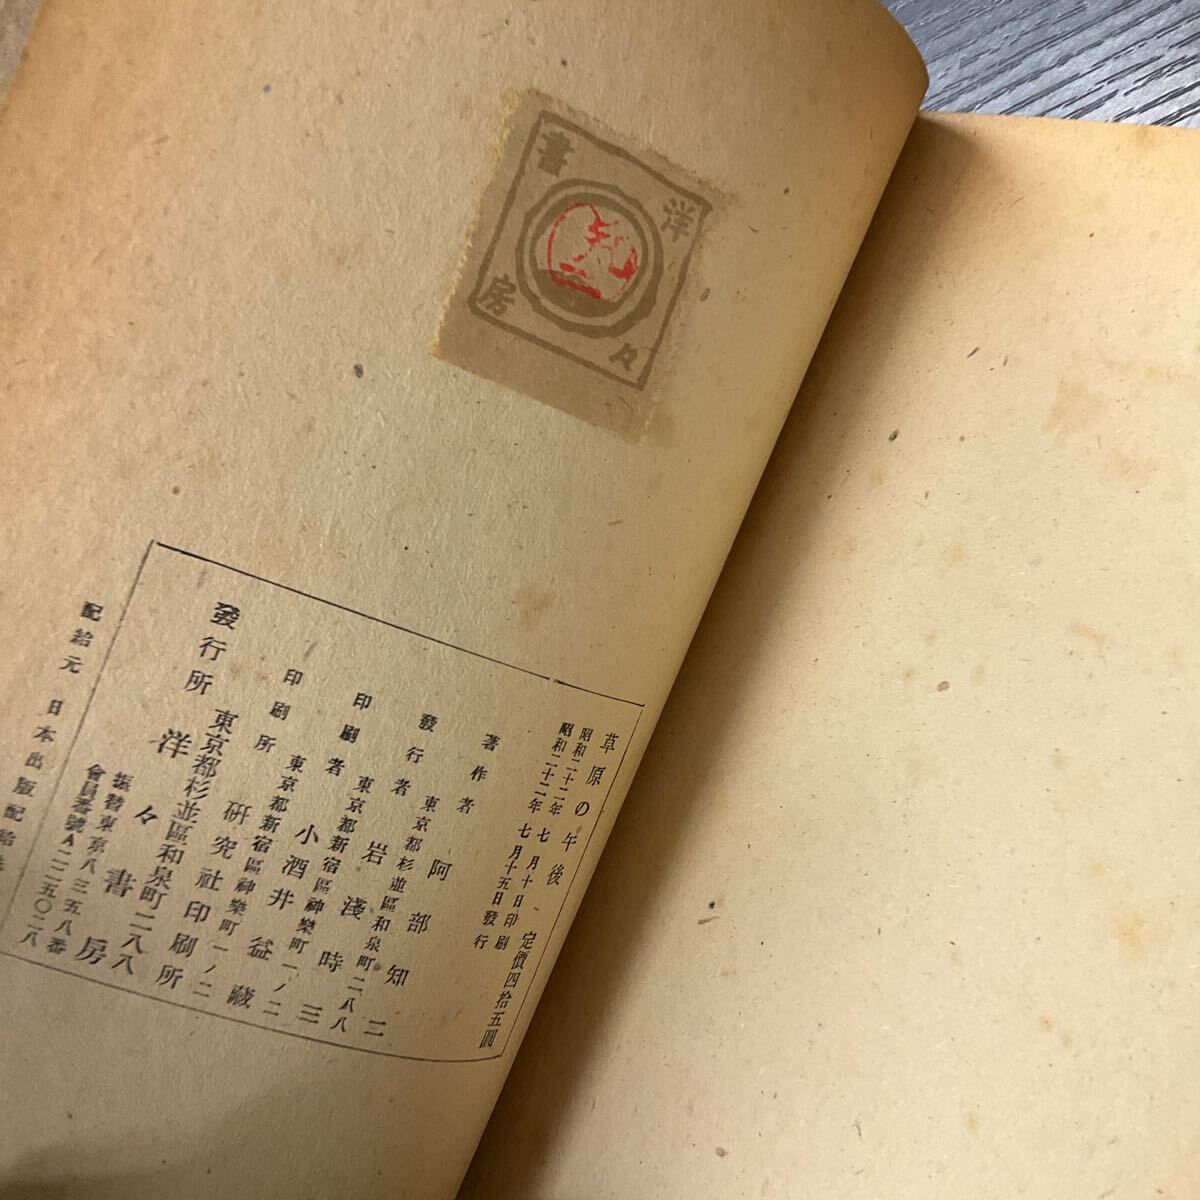 洋々書房
知二
草原の午後 定價四拾五圓
昭和二十二年 七月十日印刷
昭和二十二年 七月十五日發行
著作者 阿部知二
東京都杉並區和泉町二八八
發行者 岩淺時三
東京都新宿區神樂町一ノ二
印刷者 小酒井益藏
東京都新宿區神樂町一ノ二
印刷所 研究社印刷所
東京都杉並區和泉町二八八
發行所 洋々書房
振替東京八三五八番
會員番號A二二五〇二八
配給元 日本出版配給